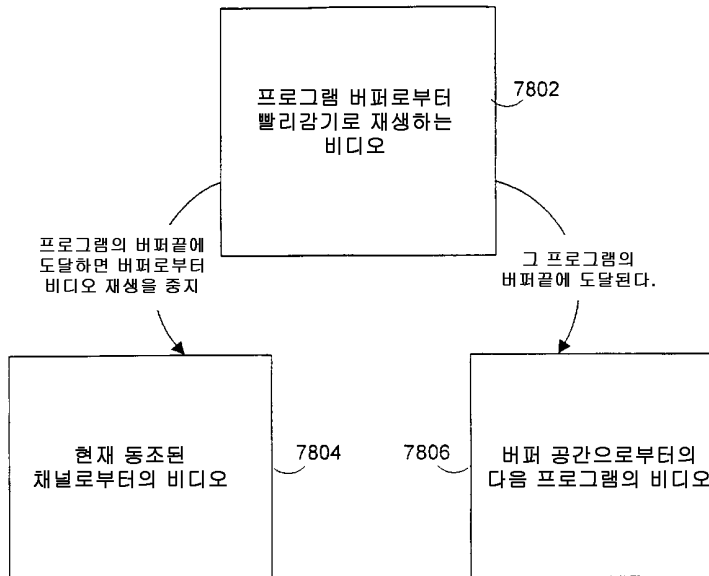 프로그램 버퍼로부터
빨리감기로 재생하는
비디오
7802
프로그램의 버퍼끝에
도달하면 버퍼로부터
비디오 재생을 중지
그 프로그램의
버퍼끝에 도달된다.
현재 동조된
채널로부터의 비디오
7804
7806
버퍼 공간으로부터의
다음 프로그램의 비디오